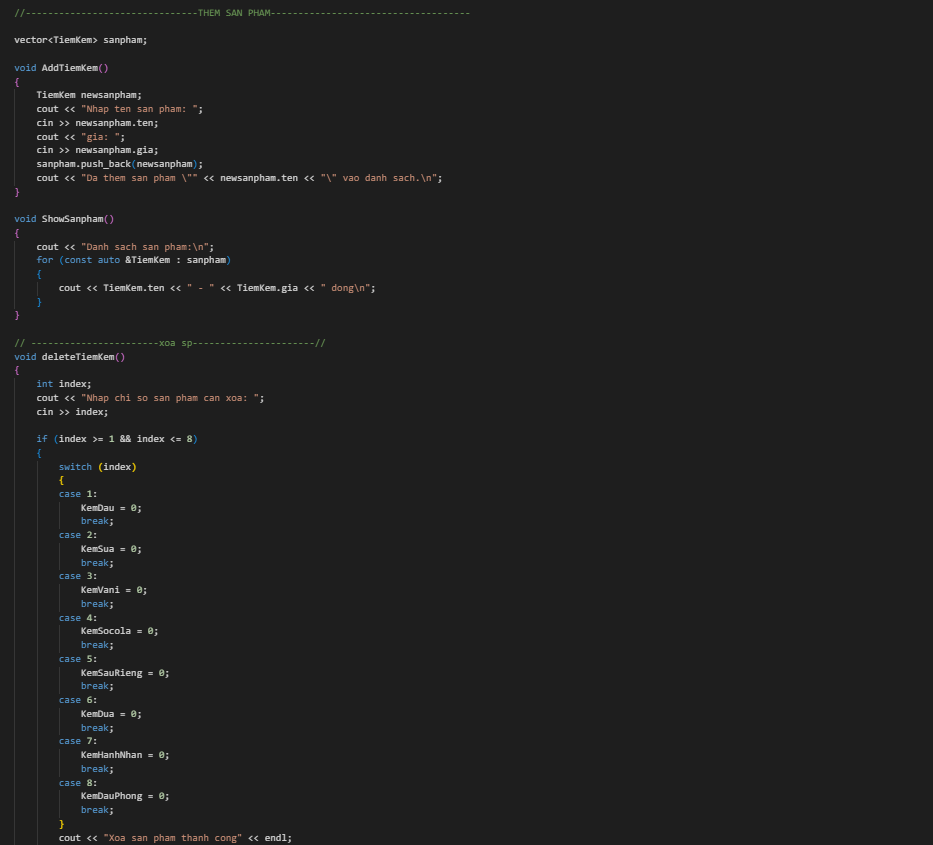 //-------------------------------THEM SAN PHAM------------------------------------
vector<TiemKem> sanpham;
void AddTiemKem()
{
TiemKem newsanpham;
cout << "Nhap ten san pham: ";
cin >> newsanpham.ten;
cout << "gia: ";
cin >> newsanpham.gia;
sanpham.push_back(newsanpham);
cout << "Da them san pham \"" << newsanpham.ten << "\" vao danh sach.\n";
}
void ShowSanpham()
{
cout << "Danh sach san pham:\n";
for (const auto &TiemKem : sanpham)
{
cout << TiemKem.ten << " - " << TiemKem.gia << " dong\n";
}
}
// -----------------------xoa sp----------------------//
void deleteTiemKem()
{
int index;
cout << "Nhap chi so san pham can xoa: ";
cin >> index;
if (index >= 1 && index <= 8)
{
switch (index)
{
case 1:
KemDau = 0;
break;
case 2:
KemSua = 0;
break;
case 3:
KemVani = 0;
break;
case 4:
KemSocola = 0;
break;
case 5:
KemSauRieng = 0;
break;
case 6:
KemDua = 0;
break;
case 7:
KemHanhNhan = 0;
break;
case 8:
KemDauPhong = 0;
break;
}
cout << "Xoa san pham thanh cong" << endl;